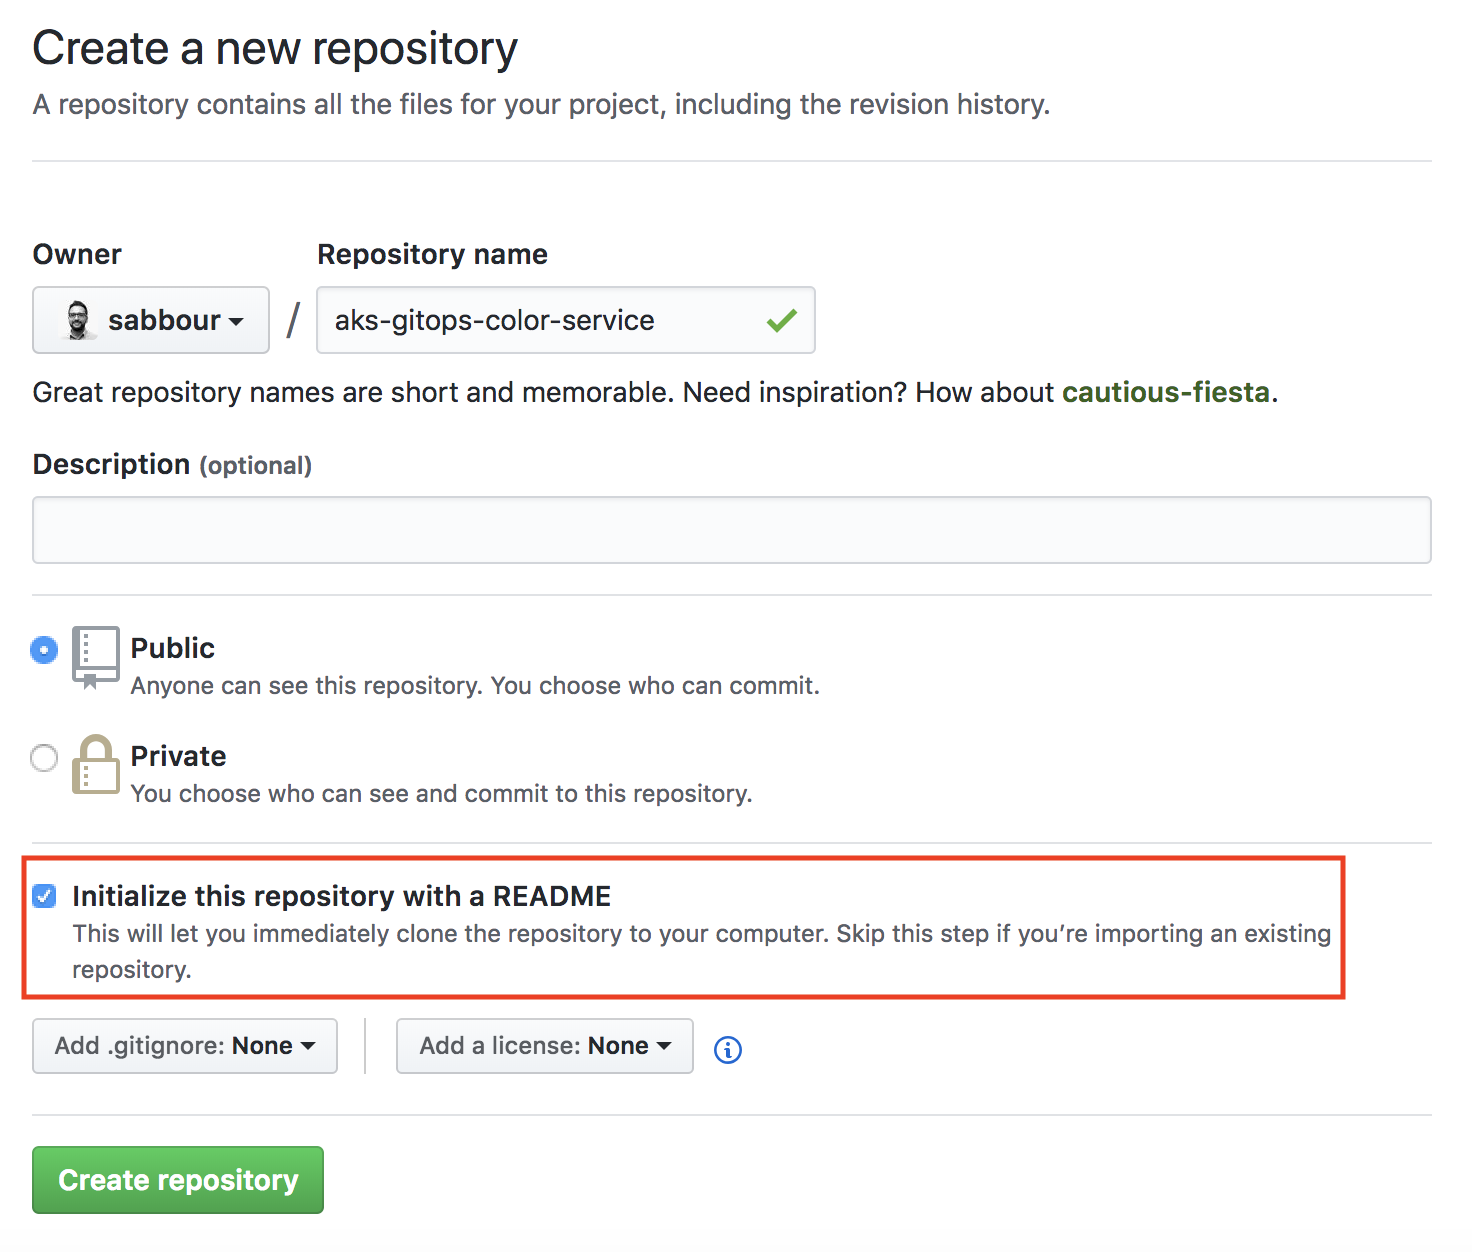 Create a new repository
A repository contains all the files for your project, including the revision history.
Owner
Repository name
sabbour
/
aks-gitops-color-service
Great repository names are short and memorable. Need inspiration? How about cautious-fiesta.
Description (optional)
Public
Anyone can see this repository. You choose who can commit.
Private
You choose who can see and commit to this repository.
Initialize this repository with a README
This will let you immediately clone the repository to your computer. Skip this step if you’re importing an existing
repository.
Add .gitignore: None
Add a license: None
Create repository